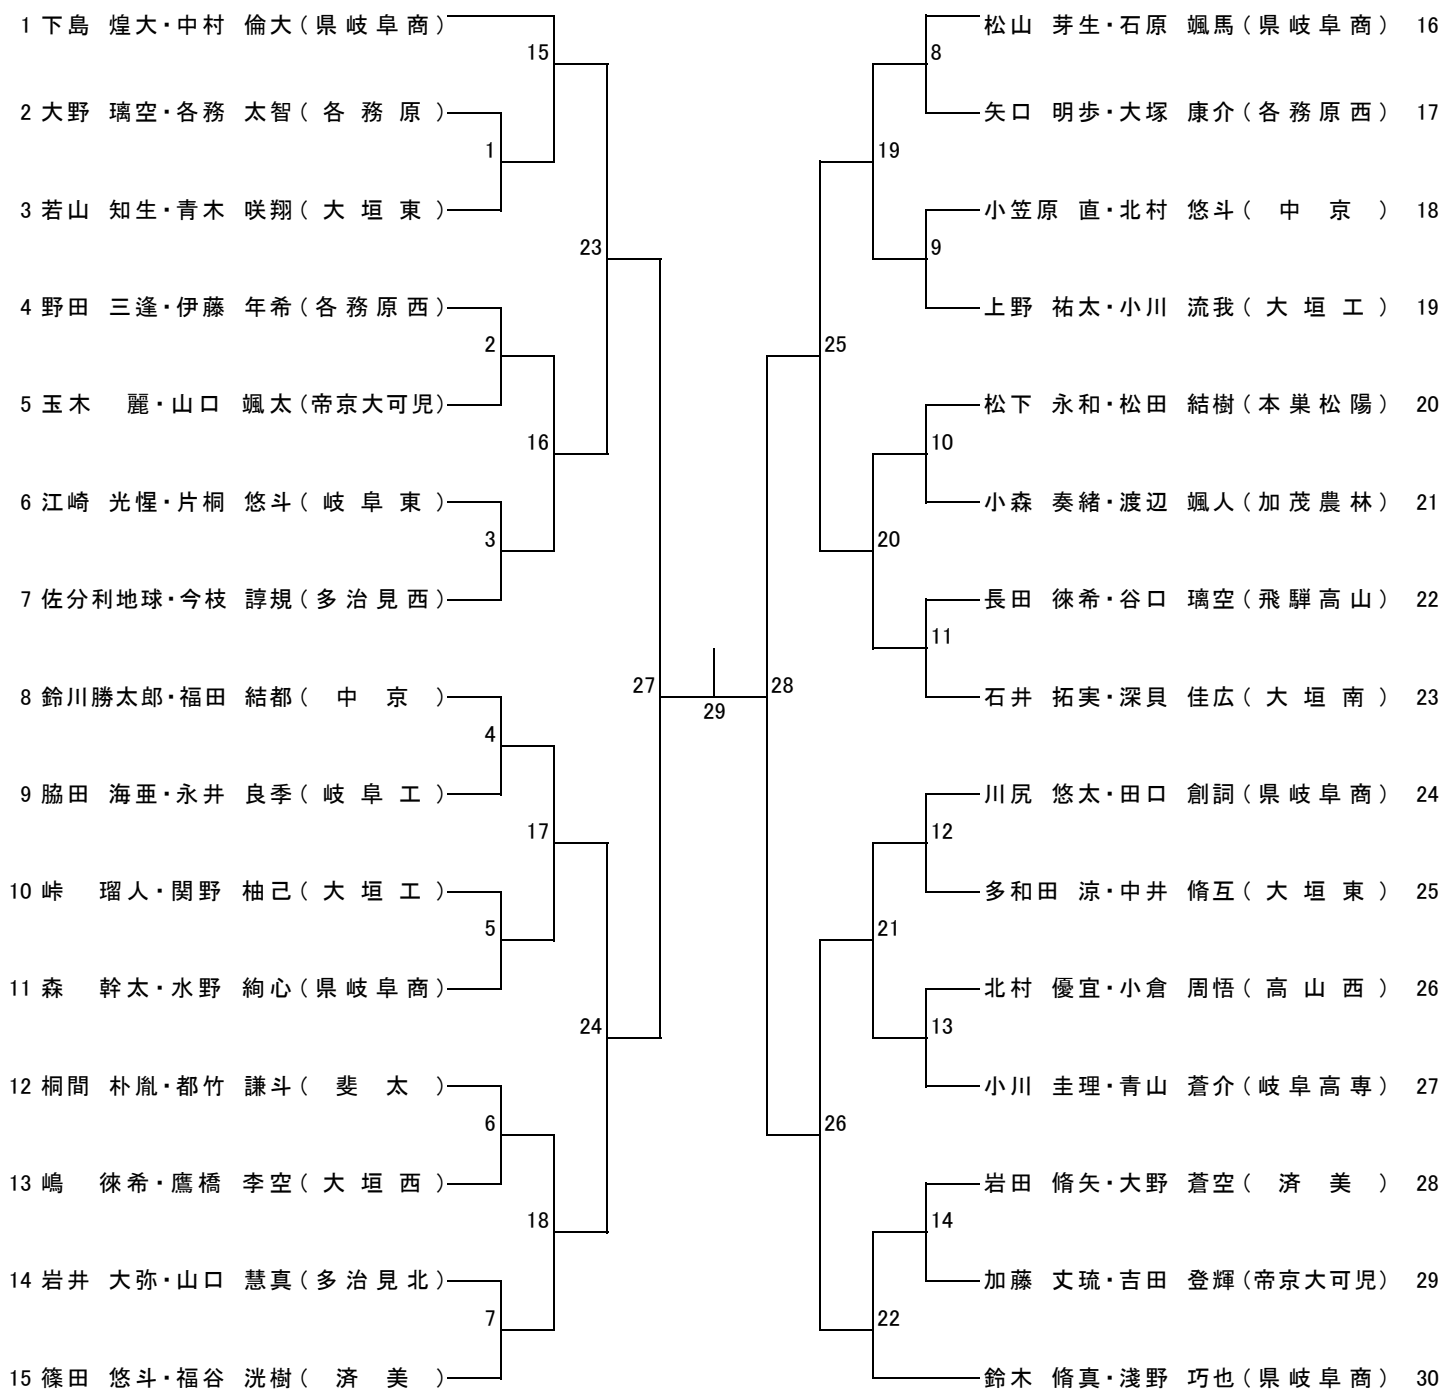 1 下島 煌大・中村 倫大(県岐阜商)
15
2 大野 璃空・各務 太智(各務原)
1
3 若山 知生・青木 咲翔(大垣東)
23
4 野田 三逢・伊藤 年希(各務原西)
2
5 玉木 麗・山口 颯太(帝京大可児)
16
6 江崎 光惺・片桐 悠斗(岐阜東)
3
7 佐分利地球・今枝 諄規(多治見西)
27
8 鈴川勝太郎・福田 結都(中京)
4
9 脇田 海亜・永井 良季(岐阜工)
17
10 峠 瑠人・関野 柚己(大垣工)
5
11 森 幹太・水野 絢心(県岐阜商)
24
12 桐間 朴胤・都竹 謙斗(斐太)
6
13 嶋 徠希・鷹橋 李空(大垣西)
18
14 岩井 大弥・山口 慧真(多治見北)
7
15 篠田 悠斗・福谷 洸樹(済美)
29
松山 芽生・石原 颯馬(県岐阜商) 16
8
矢口 明歩・大塚 康介(各務原西) 17
19
小笠原 直・北村 悠斗(中京) 18
9
上野 祐太・小川 流我(大垣工) 19
25
松下 永和・松田 結樹(本巣松陽) 20
10
小森 奏緒・渡辺 颯人(加茂農林) 21
20
長田 徠希・谷口 璃空(飛騨高山) 22
11
石井 拓実・深貝 佳広(大垣南) 23
28
川尻 悠太・田口 創詞(県岐阜商) 24
12
多和田 涼・中井 脩互(大垣東) 25
21
北村 優宜・小倉 周悟(高山西) 26
13
小川 圭理・青山 蒼介(岐阜高専) 27
26
岩田 脩矢・大野 蒼空(済美) 28
14
加藤 丈琉・吉田 登輝(帝京大可児) 29
22
鈴木 脩真・淺野 巧也(県岐阜商) 30